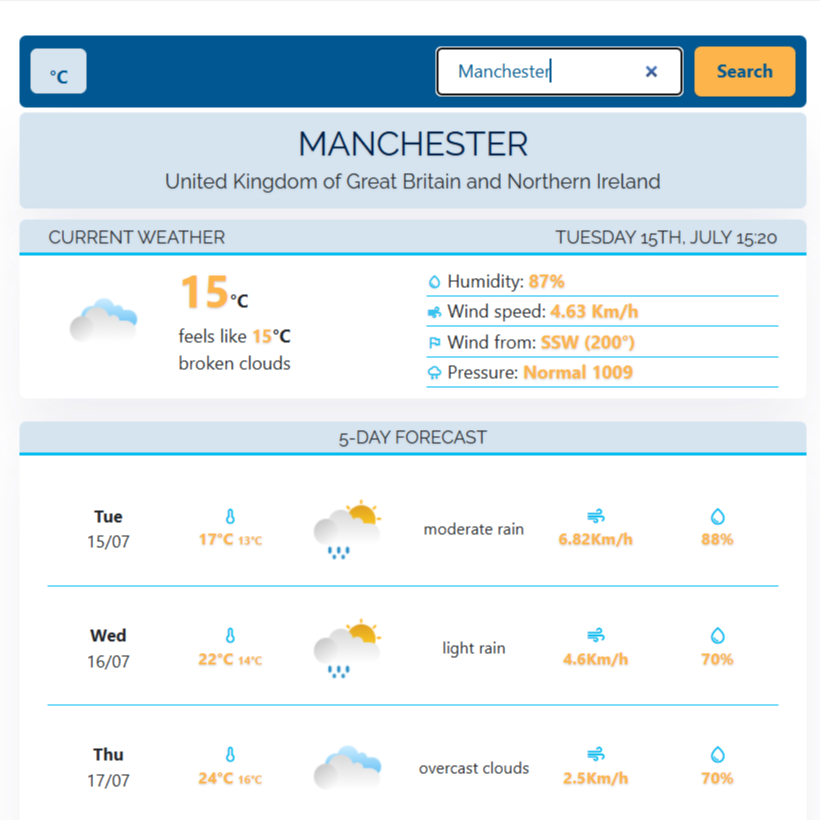 °C
Manchester ×
Search
MANCHESTER
United Kingdom of Great Britain and Northern Ireland
CURRENT WEATHER
TUESDAY 15TH, JULY 15:20
15°C
feels like 15°C
broken clouds
Humidity: 87%
Wind speed: 4.63 Km/h
Wind from: SSW (200°)
Pressure: Normal 1009
5-DAY FORECAST
Tue
15/07
17°C 13°C
moderate rain
6.82Km/h
88%
Wed
16/07
22°C 14°C
light rain
4.6Km/h
70%
Thu
17/07
24°C 16°C
overcast clouds
2.5Km/h
70%